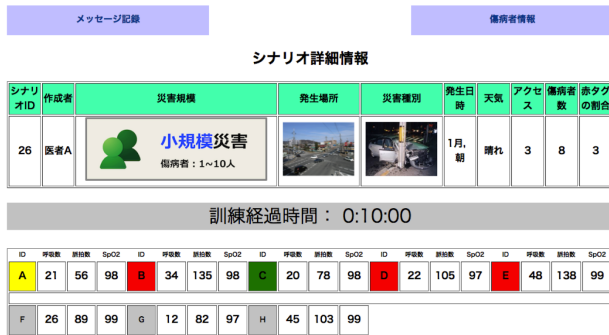 メッセージ記録
傷病者情報
シナリオ詳細情報
シナリオID 作成者 災害規模 発生場所 災害種別 発生日時 天気 アクセス 傷病者数 赤タグの割合
26 医者A 小規模災害 傷病者：1~10人 1月, 朝 晴れ 3 8 3
訓練経過時間： 0:10:00
ID 呼吸数 脈拍数 SpO2 ID 呼吸数 脈拍数 SpO2 ID 呼吸数 脈拍数 SpO2 ID 呼吸数 脈拍数 SpO2 ID 呼吸数 脈拍数 SpO2
A 21 56 98 B 34 135 98 C 20 78 98 D 22 105 97 E 48 138 99
F 26 89 99 G 12 82 97 H 45 103 99